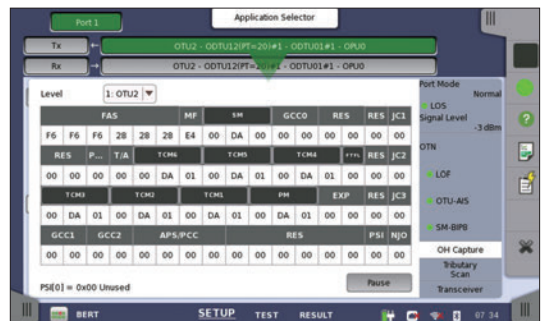 Port 1
Application Selector
Tx
OTU2 - ODTU12(PT=20)#1 - ODTU01#1 - OPU0
Rx
OTU2 - ODTU12(PT=20)#1 - ODTU01#1 - OPU0
Level 1: OTU2
FAS MF SM GCC0 RES RES JC1
F6 F6 F6 28 28 28 E4 00 DA 00 00 00 00 00 00 00
RES P... T/A TCM6 TCM5 TCM4 FTFL RES JC2
00 00 00 00 00 DA 01 00 DA 01 00 DA 01 00 00 00
TCM3 TCM2 TCM1 PM EXP RES JC3
00 DA 01 00 DA 01 00 DA 01 00 DA 01 00 00 00 00
GCC1 GCC2 APS/PCC RES PSI NJO
00 00 00 00 00 00 00 00 00 00 00 00 00 00 00 00
PSI[0] = 0x00 Unused
Pause
Port Mode
Normal
LOS
Signal Level
-3 dBm
OTN
LOF
OTU-AIS
SM-BIP8
OH Capture
Tributary
Scan
Transceiver
BERT SETUP TEST RESULT 07 34